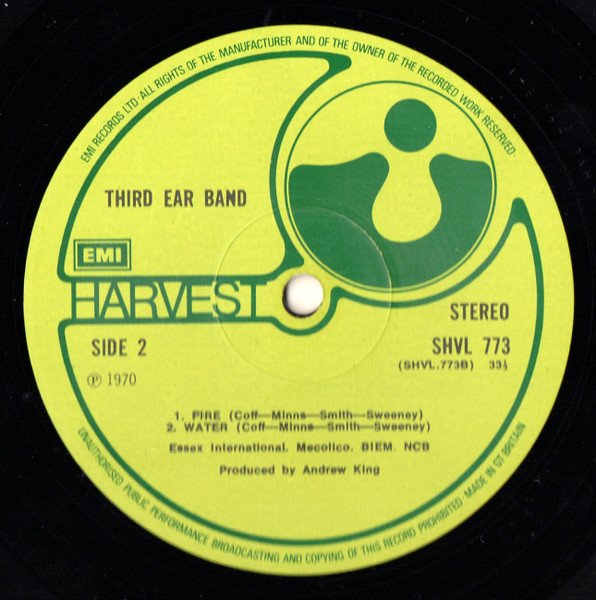 EMI RECORDS LTD·ALL RIGHTS OF THE MANUFACTURER AND OF THE OWNER OF THE RECORDED WORK RESERVED
THIRD EAR BAND
EMI
HARVEST
STEREO
SIDE 2
SHVL 773
(SHVL.773B) 33⅓
℗ 1970
1. FIRE (Coff—Minns—Smith—Sweeney)
2. WATER (Coff—Minns—Smith—Sweeney)
Essex International. Mecolico. BIEM. NCB
Produced by Andrew King
UNAUTHORISED PUBLIC PERFORMANCE BROADCASTING AND COPYING OF THIS RECORD PROHIBITED·MADE IN GT BRITAIN